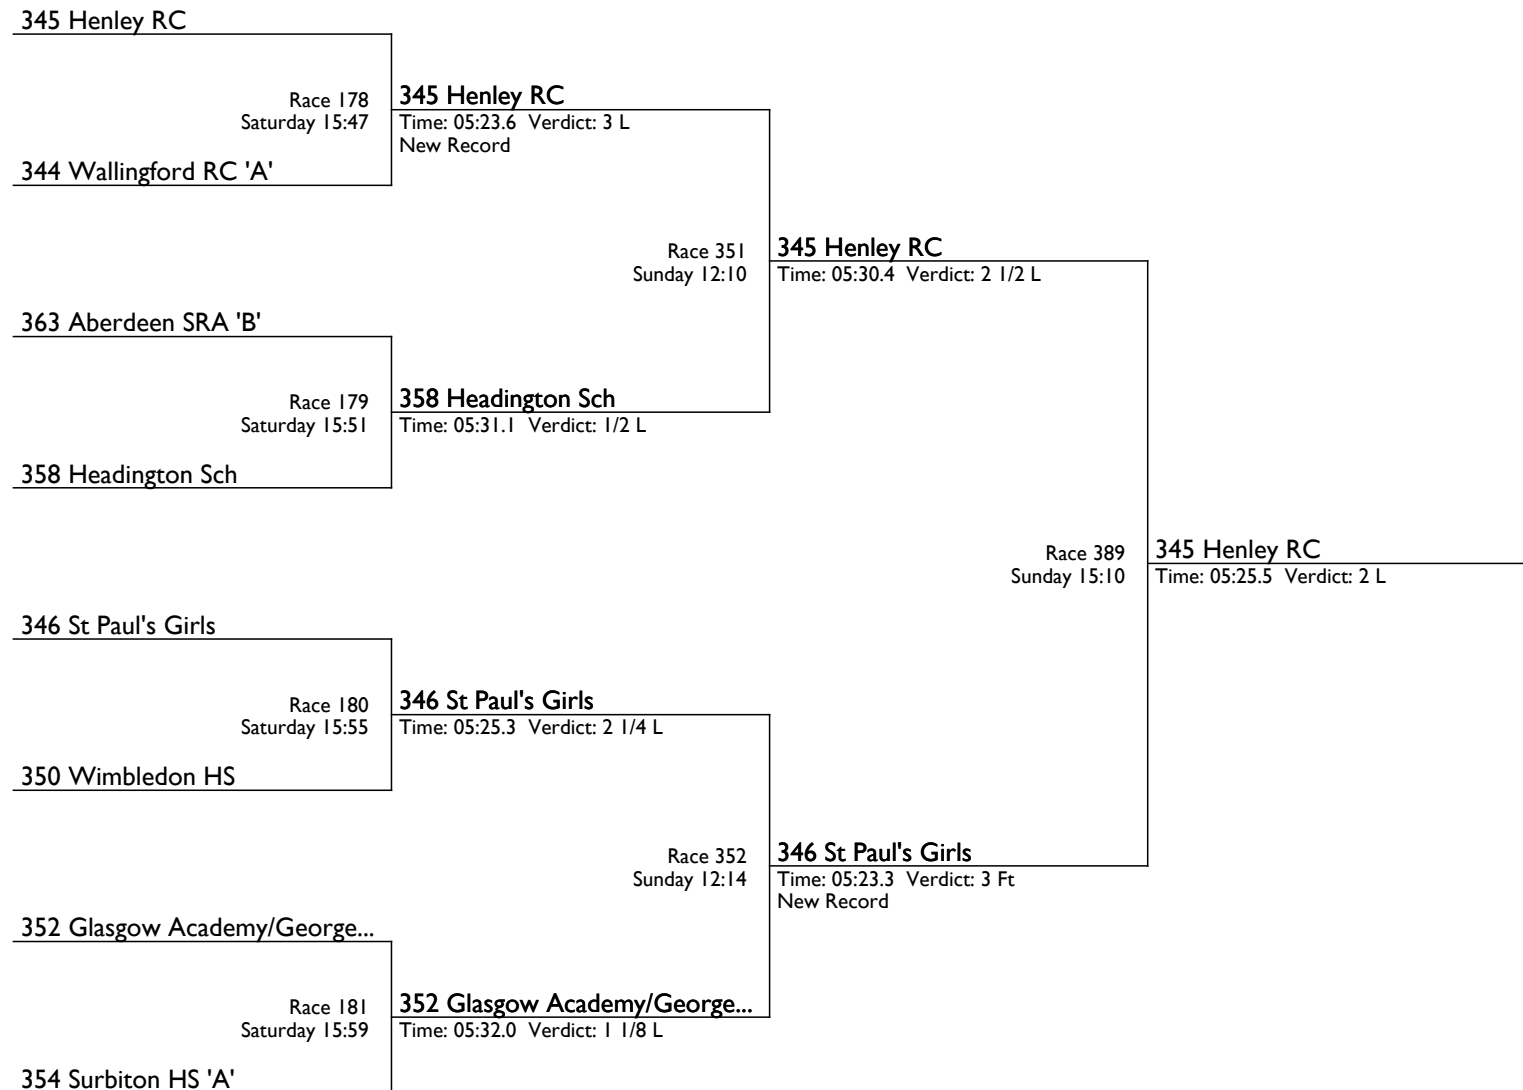 345 Henley RC
Race 178
Saturday 15:47
345 Henley RC
Time: 05:23.6 Verdict: 3 L
New Record
344 Wallingford RC 'A'
Race 351
Sunday 12:10
345 Henley RC
Time: 05:30.4 Verdict: 2 1/2 L
363 Aberdeen SRA 'B'
Race 179
Saturday 15:51
358 Headington Sch
Time: 05:31.1 Verdict: 1/2 L
358 Headington Sch
Race 389
Sunday 15:10
345 Henley RC
Time: 05:25.5 Verdict: 2 L
346 St Paul's Girls
Race 180
Saturday 15:55
346 St Paul's Girls
Time: 05:25.3 Verdict: 2 1/4 L
350 Wimbledon HS
Race 352
Sunday 12:14
346 St Paul's Girls
Time: 05:23.3 Verdict: 3 Ft
New Record
352 Glasgow Academy/George...
Race 181
Saturday 15:59
352 Glasgow Academy/George...
Time: 05:32.0 Verdict: 1 1/8 L
354 Surbiton HS 'A'